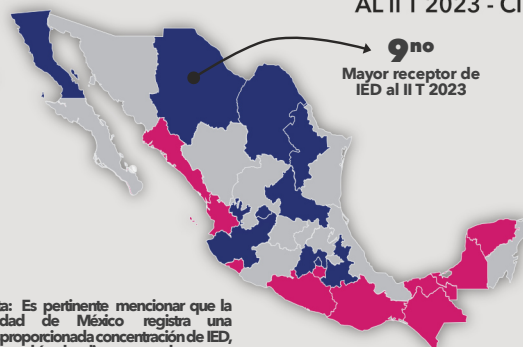 AL II T 2023 - CI
9no
Mayor receptor de
IED al II T 2023
ta: Es pertinente mencionar que la
dad de México registra una
proporcionada concentración de IED,